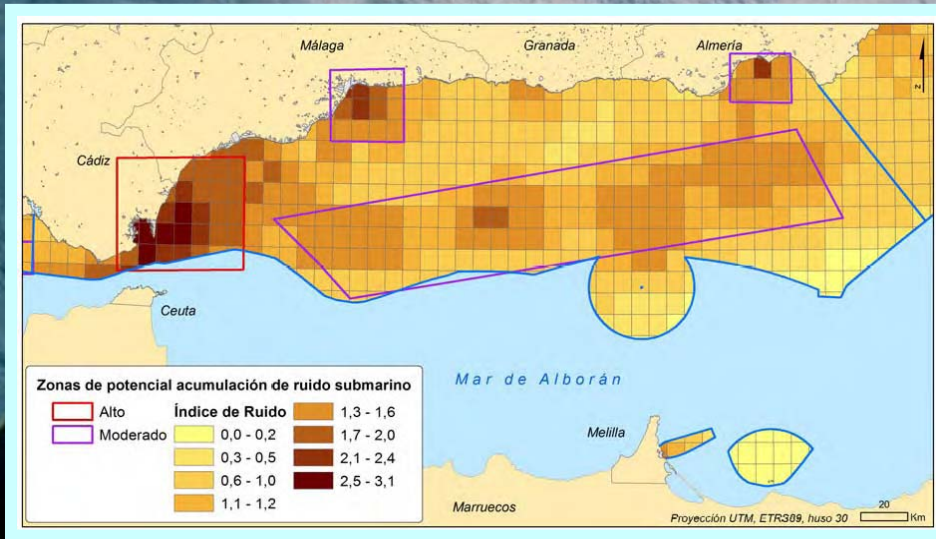 Málaga
Granada
Almería
N
Cádiz
Ceuta
Mar de Alborán
Melilla
Marruecos
Zonas de potencial acumulación de ruido submarino
Alto
Moderado
Índice de Ruido
0,0 - 0,2
0,3 - 0,5
0,6 - 1,0
1,1 - 1,2
1,3 - 1,6
1,7 - 2,0
2,1 - 2,4
2,5 - 3,1
20
Proyección UTM, ETRS89, huso 30
Km